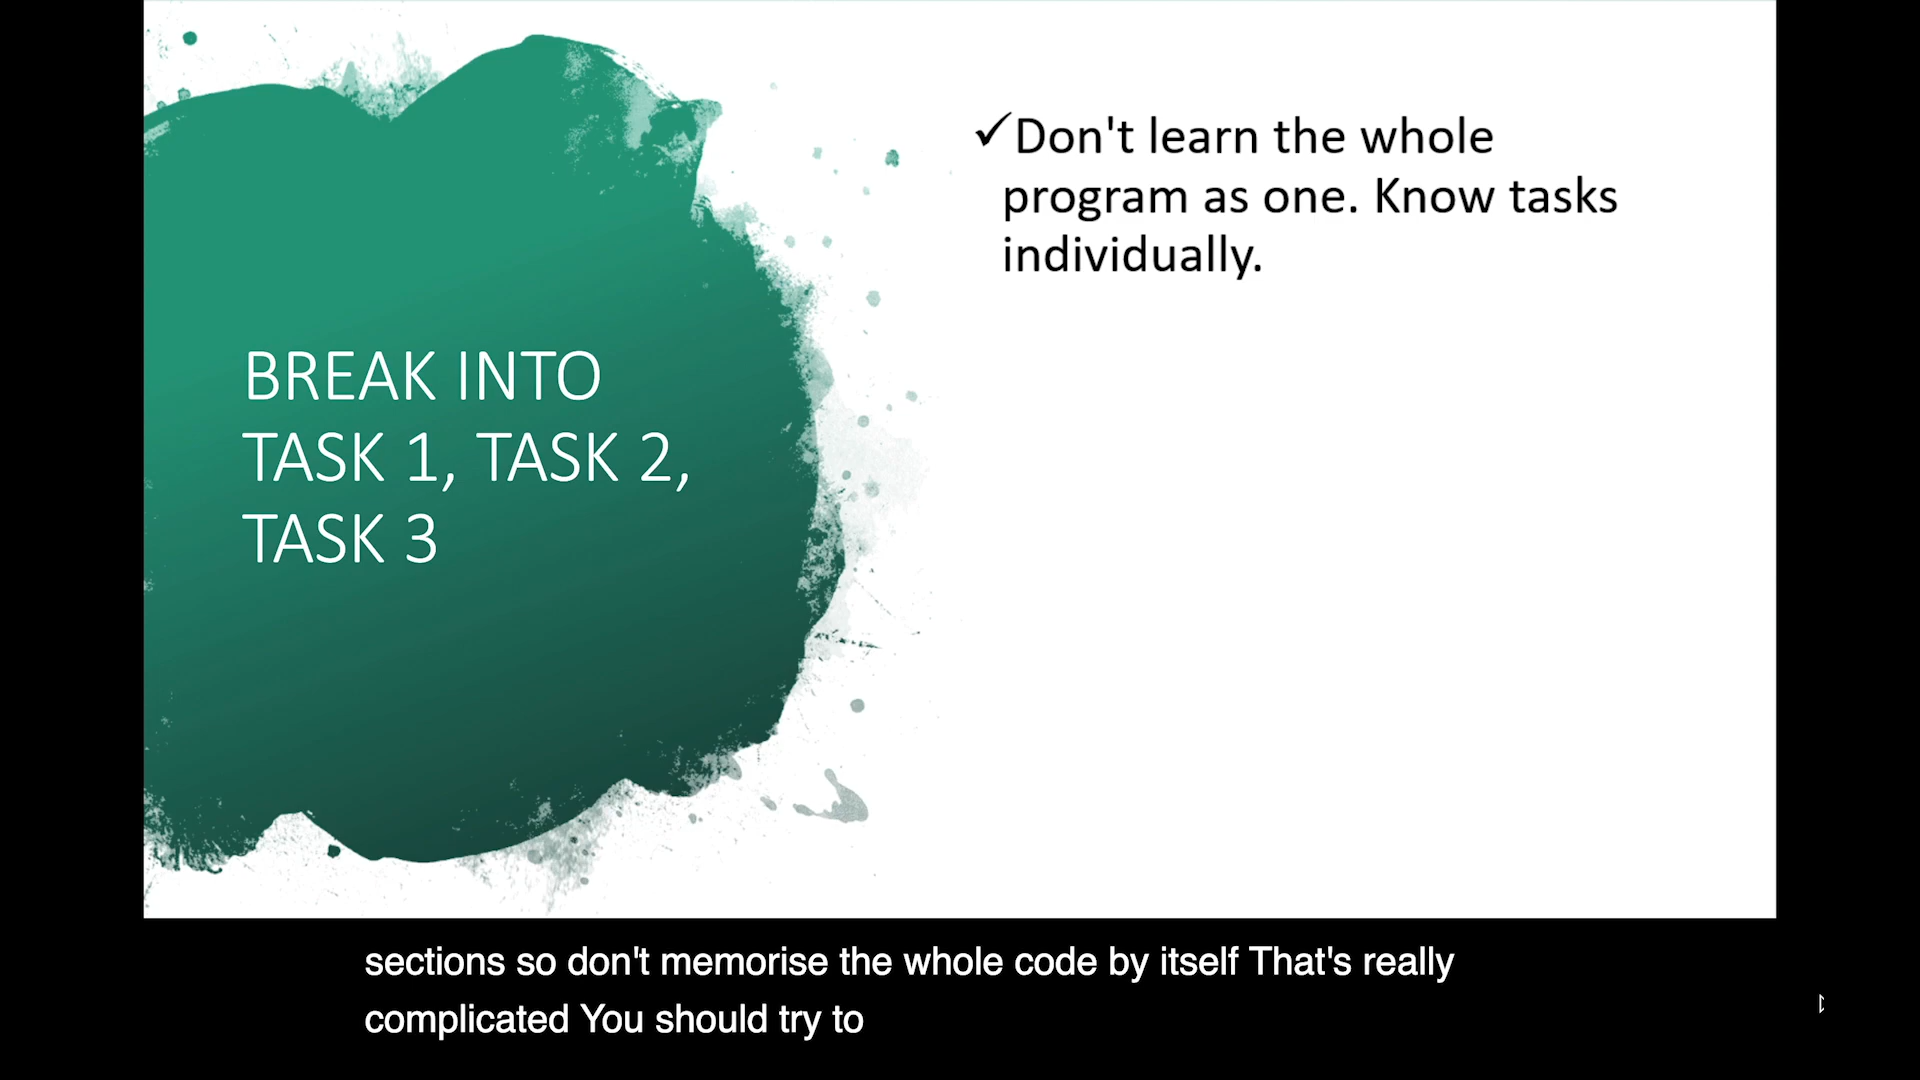 BREAK INTO
TASK 1, TASK 2,
TASK 3
✓Don't learn the whole
program as one. Know tasks
individually.
sections so don't memorise the whole code by itself That's really
complicated You should try to